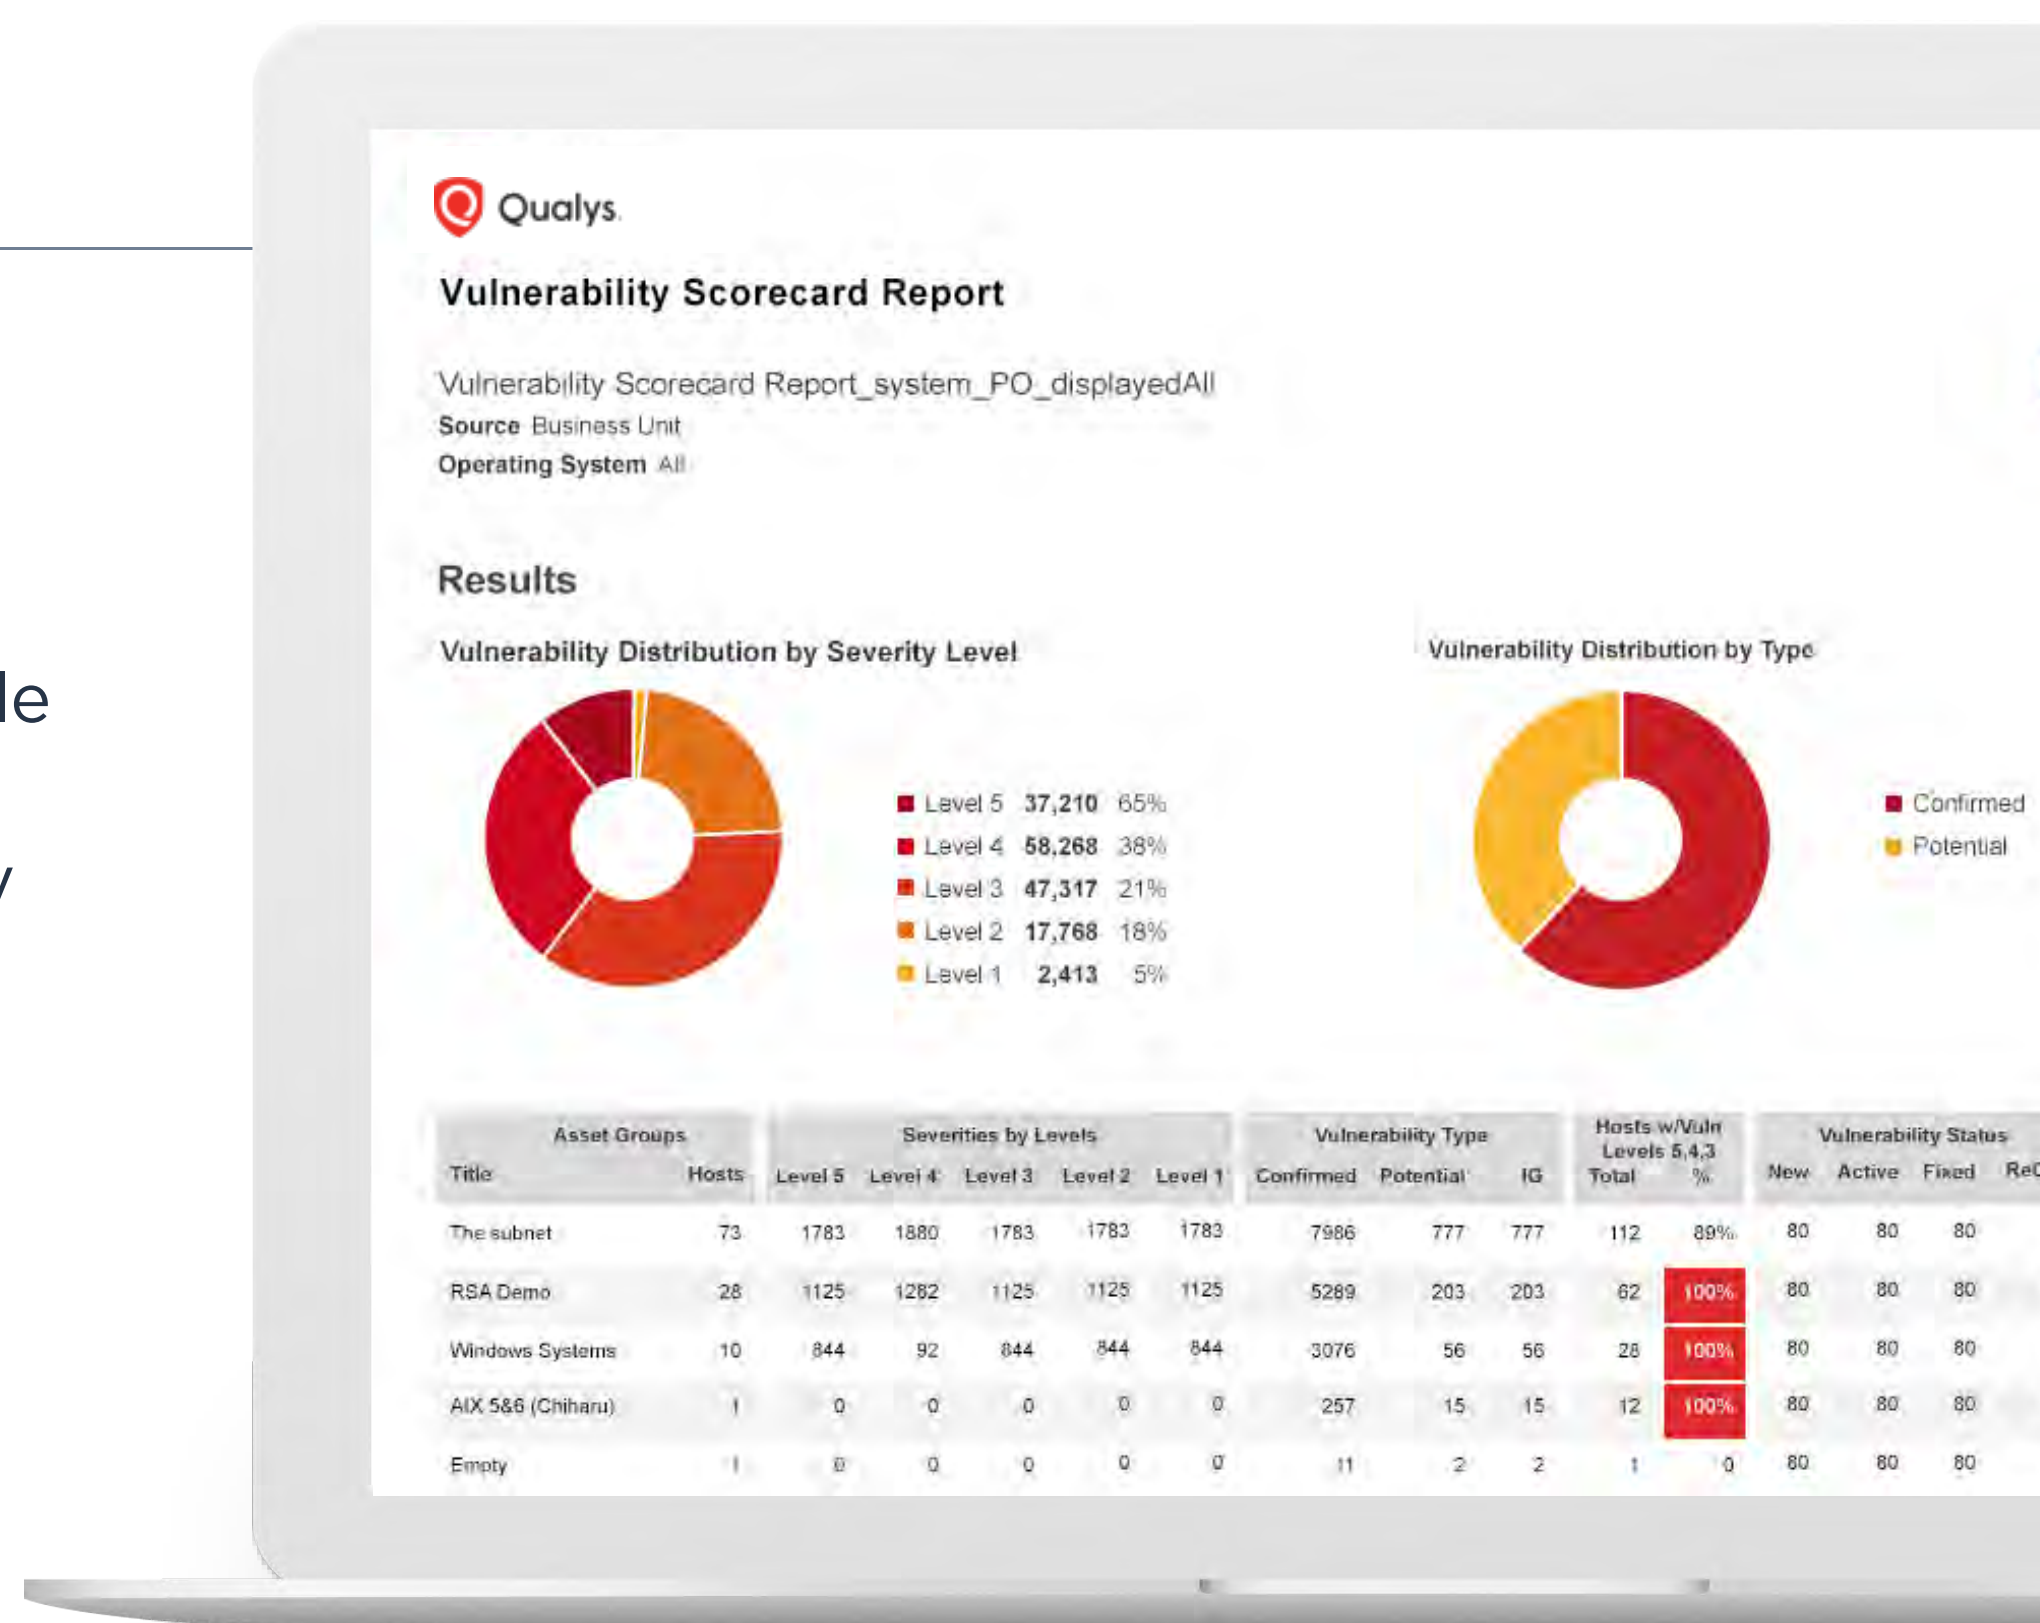 Qualys.
Vulnerability Scorecard Report
Vulnerability Scorecard Report_system_PO_displayedAll
Source Business Unit
Operating System All
Results
Vulnerability Distribution by Severity Level
Level 5 37,210 65%
Level 4 58,268 38%
Level 3 47,317 21%
Level 2 17,768 18%
Level 1 2,413 5%
Vulnerability Distribution by Type
Confirmed
Potential
le
y
Asset Groups Severities by Levels Vulnerability Type Hosts w/Vuln Levels 5,4,3 Vulnerability Status
Title Hosts Level 5 Level 4 Level 3 Level 2 Level 1 Confirmed Potential IG Total % New Active Fixed
The subnet 73 1783 1880 1783 1783 1783 7986 777 777 112 89% 80 80 80
RSA Demo 28 1125 1282 1125 1125 1125 5289 203 203 62 100% 80 80 80
Windows Systems 10 844 92 844 844 844 3076 56 56 28 100% 80 80 80
AIX 5&6 (Chiharu) 1 0 0 0 0 0 257 15 15 12 100% 80 80 80
Empty 1 0 0 0 0 0 11 2 2 1 0 80 80 80